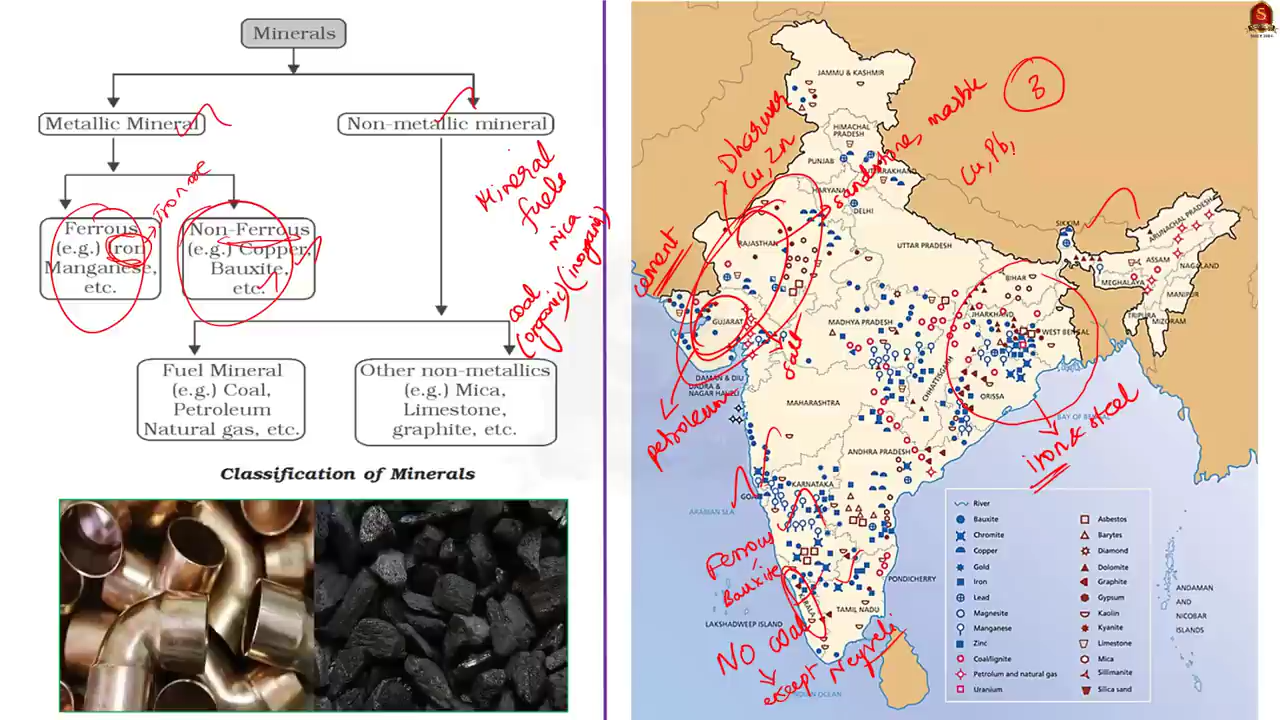 Minerals
Metallic Mineral
Non-metallic mineral
Iron ore
Mineral
fuels
mica
(inorganic)
coal
(organic)
Ferrous
(e.g.) Iron
Manganese,
etc.
Non-Ferrous
(e.g.) Copper,
Bauxite,
etc.
Fuel Mineral
(e.g.) Coal,
Petroleum
Natural gas, etc.
Other non-metallics
(e.g.) Mica,
Limestone,
graphite, etc.
Classification of Minerals
S
JAMMU & KASHMIR
HIMACHAL
PRADESH
PUNJAB
UTTARAKHAND
HARYANA
DELHI
RAJASTHAN
UTTAR PRADESH
SIKKIM
ARUNACHAL PRADESH
ASSAM
NAGALAND
MEGHALAYA
MANIPUR
TRIPURA
MIZORAM
BIHAR
JHARKHAND
WEST BENGAL
GUJARAT
MADHYA PRADESH
CHHATTISGARH
ORISSA
DAMAN & DIU
DADRA &
NAGAR HAVELI
MAHARASHTRA
BAY OF BENGAL
ANDHRA PRADESH
GOA
KARNATAKA
ARABIAN SEA
PONDICHERRY
KERALA
TAMIL NADU
LAKSHADWEEP ISLAND
INDIAN OCEAN
ANDAMAN
AND
NICOBAR
ISLANDS
Dharwar
Cu, Zn
sandstone, marble
3
Cu, Pb,
cement
petroleum
salt
iron & steel
Ferrous
Bauxite
NO coal
except Neyveli
River
Bauxite
Chromite
Copper
Gold
Iron
Lead
Magnesite
Manganese
Zinc
Coal/lignite
Petrolum and natural gas
Uranium
Asbestos
Barytes
Diamond
Dolomite
Graphite
Gypsum
Kaolin
Kyanite
Limestone
Mica
Sillimanite
Silica sand